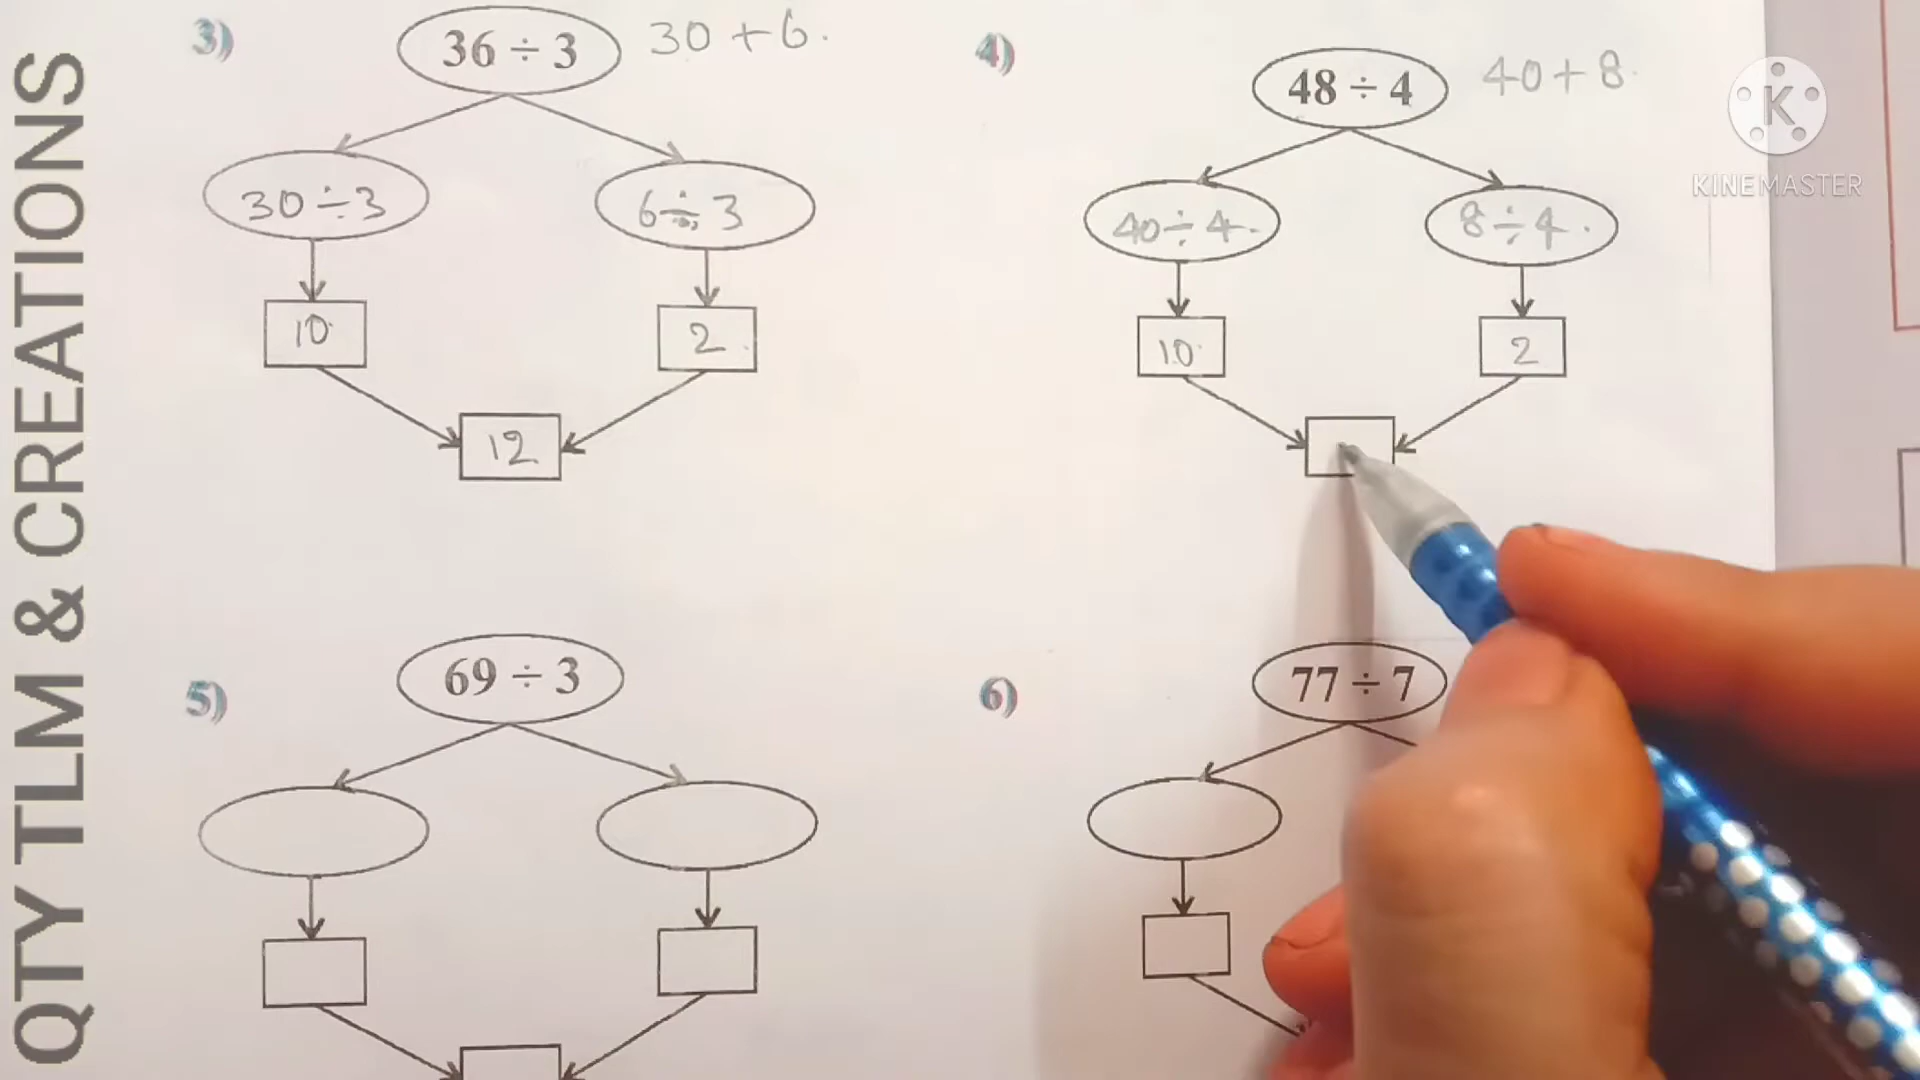 QTY TLM & CREATIONS
3)
36 ÷ 3
30 + 6.
30 ÷ 3
6 ÷ 3
10
2
12
4)
48 ÷ 4
40 + 8.
40 ÷ 4.
8 ÷ 4.
10
2
KINEMASTER
5)
69 ÷ 3
6)
77 ÷ 7